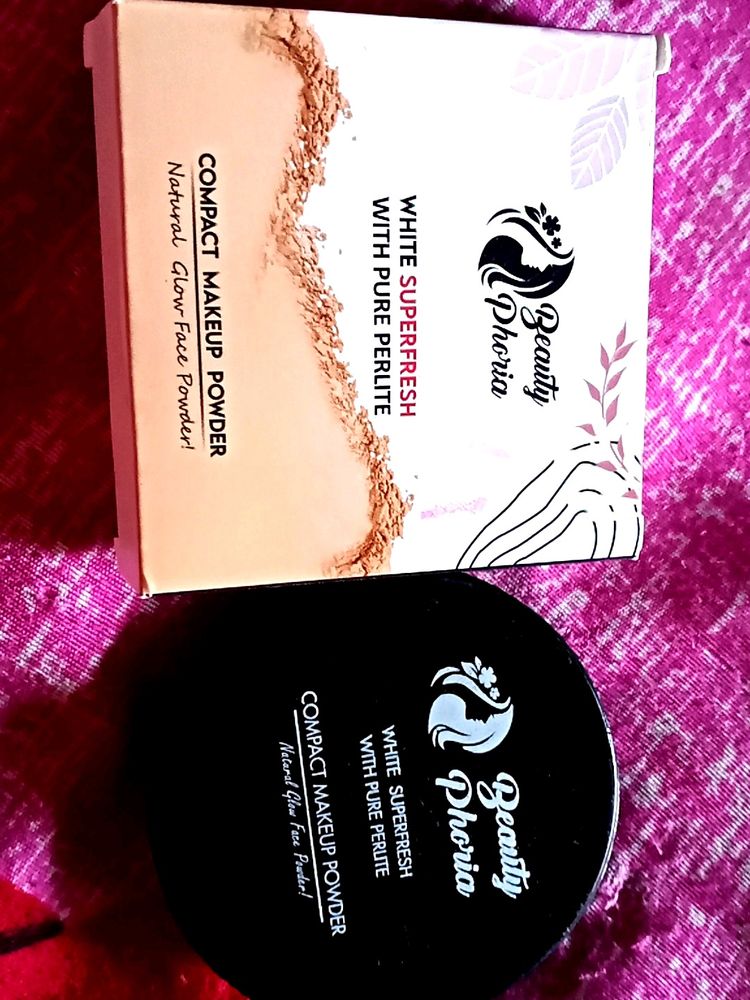 Beauty
Phoria
WHITE SUPERFRESH
WITH PURE PERLITE
COMPACT MAKEUP POWDER
Natural Glow Face Powder!
Beauty
Phoria
WHITE SUPERFRESH
WITH PURE PERLITE
COMPACT MAKEUP POWDER
Natural Glow Face Powder!